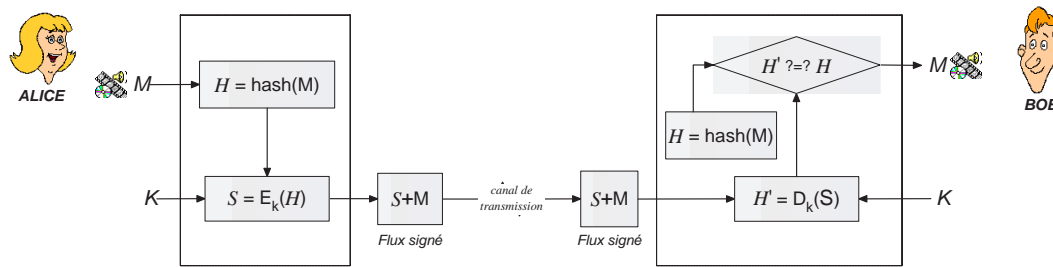 ALICE
M
H = hash(M)
K
S = Eₖ(H)
S+M
Flux signé
canal de
transmission
S+M
Flux signé
H' ?=? H
H = hash(M)
H' = Dₖ(S)
M
BOB
K